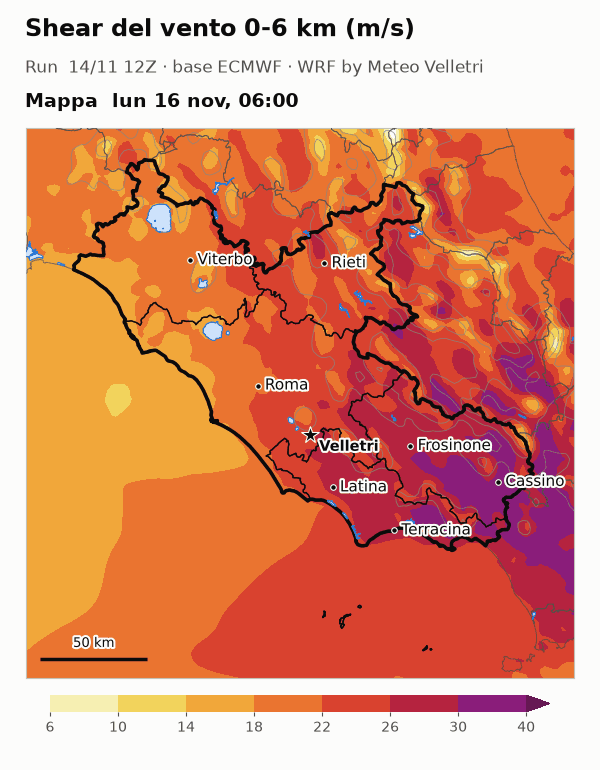 Shear del vento 0-6 km (m/s)
Run  14/11 12Z · base ECMWF · WRF by Meteo Velletri
Mappa  lun 16 nov, 06:00
Viterbo
Rieti
Roma
Velletri
Frosinone
Latina
Cassino
Terracina
50 km
6 10 14 18 22 26 30 40